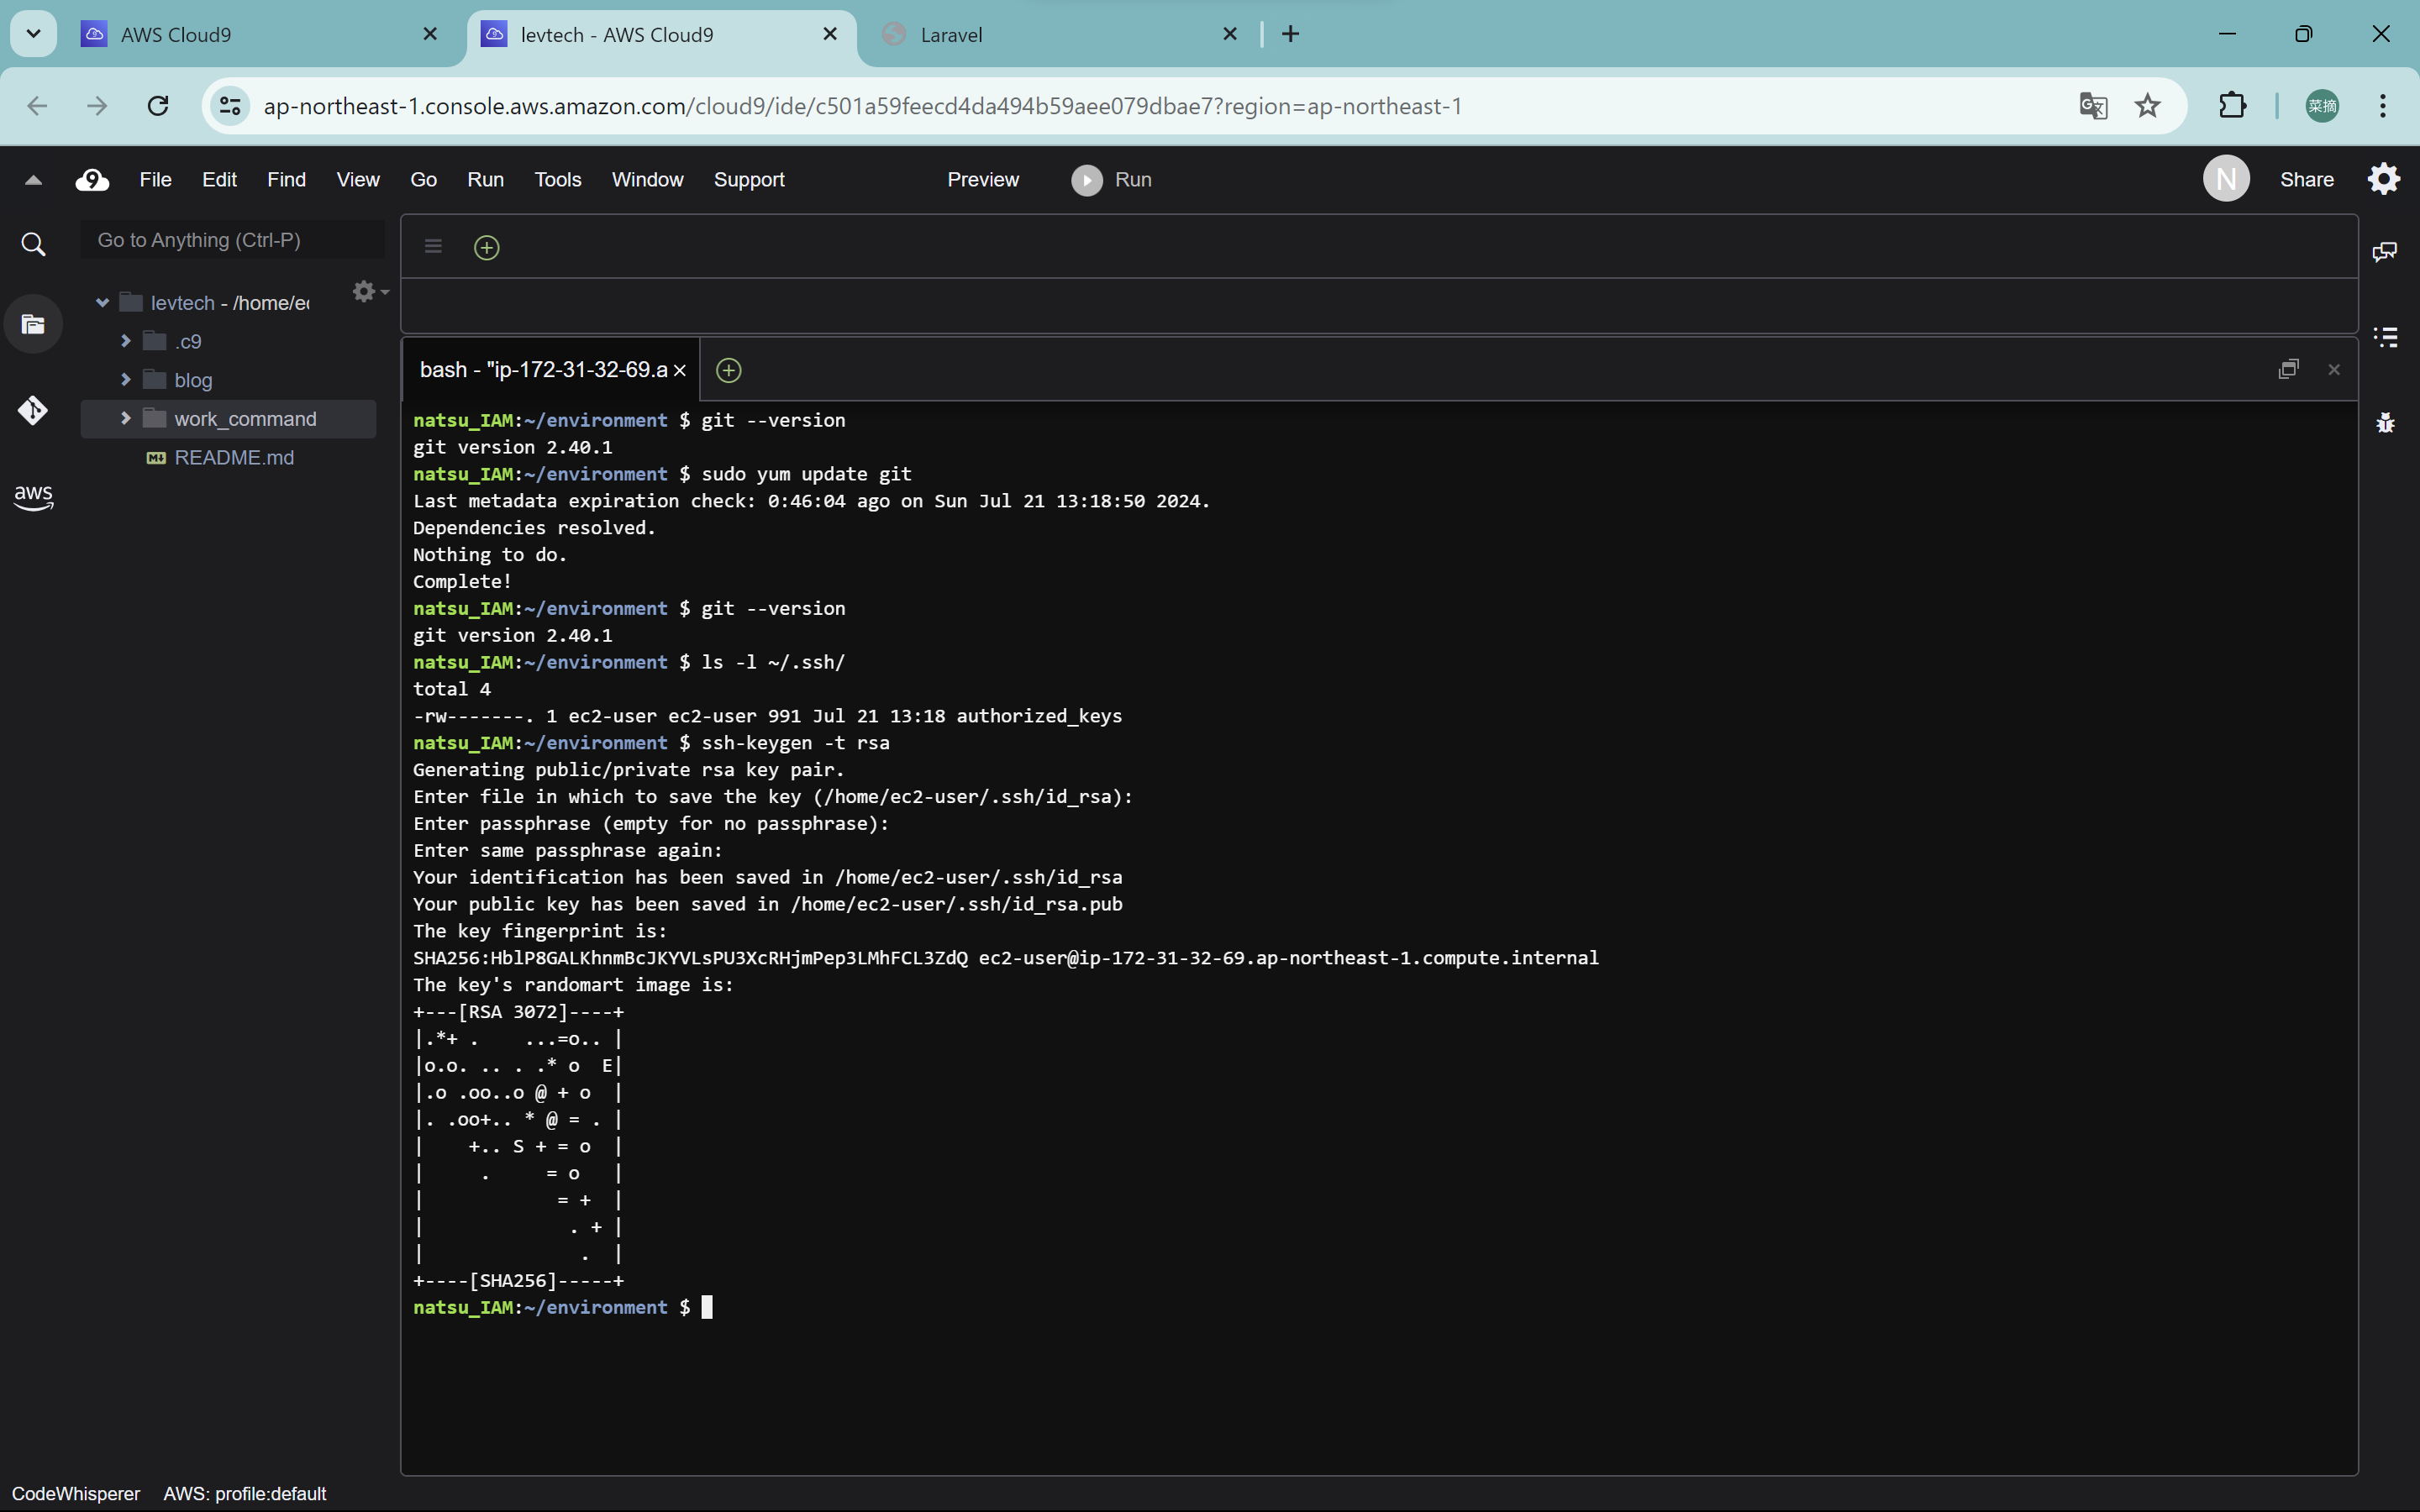 AWS Cloud9
levtech - AWS Cloud9
Laravel
ap-northeast-1.console.aws.amazon.com/cloud9/ide/c501a59feecd4da494b59aee079dbae7?region=ap-northeast-1
菜摘
9 File Edit Find View Go Run Tools Window Support Preview Run N Share
Go to Anything (Ctrl-P)
levtech - /home/ec
.c9
blog
work_command
README.md
aws
bash - "ip-172-31-32-69.a
natsu_IAM:~/environment $ git --version
git version 2.40.1
natsu_IAM:~/environment $ sudo yum update git
Last metadata expiration check: 0:46:04 ago on Sun Jul 21 13:18:50 2024.
Dependencies resolved.
Nothing to do.
Complete!
natsu_IAM:~/environment $ git --version
git version 2.40.1
natsu_IAM:~/environment $ ls -l ~/.ssh/
total 4
-rw-------. 1 ec2-user ec2-user 991 Jul 21 13:18 authorized_keys
natsu_IAM:~/environment $ ssh-keygen -t rsa
Generating public/private rsa key pair.
Enter file in which to save the key (/home/ec2-user/.ssh/id_rsa):
Enter passphrase (empty for no passphrase):
Enter same passphrase again:
Your identification has been saved in /home/ec2-user/.ssh/id_rsa
Your public key has been saved in /home/ec2-user/.ssh/id_rsa.pub
The key fingerprint is:
SHA256:HblP8GALKhnmBcJKYVLsPU3XcRHjmPep3LMhFCL3ZdQ ec2-user@ip-172-31-32-69.ap-northeast-1.compute.internal
The key's randomart image is:
+---[RSA 3072]----+
|.*+ .    ...=o.. |
|o.o. .. . .* o  E|
|.o .oo..o @ + o  |
|. .oo+.. * @ = . |
|    +.. S + = o  |
|     .     = o   |
|            = +  |
|             . + |
|              .  |
+----[SHA256]-----+
natsu_IAM:~/environment $
CodeWhisperer AWS: profile:default